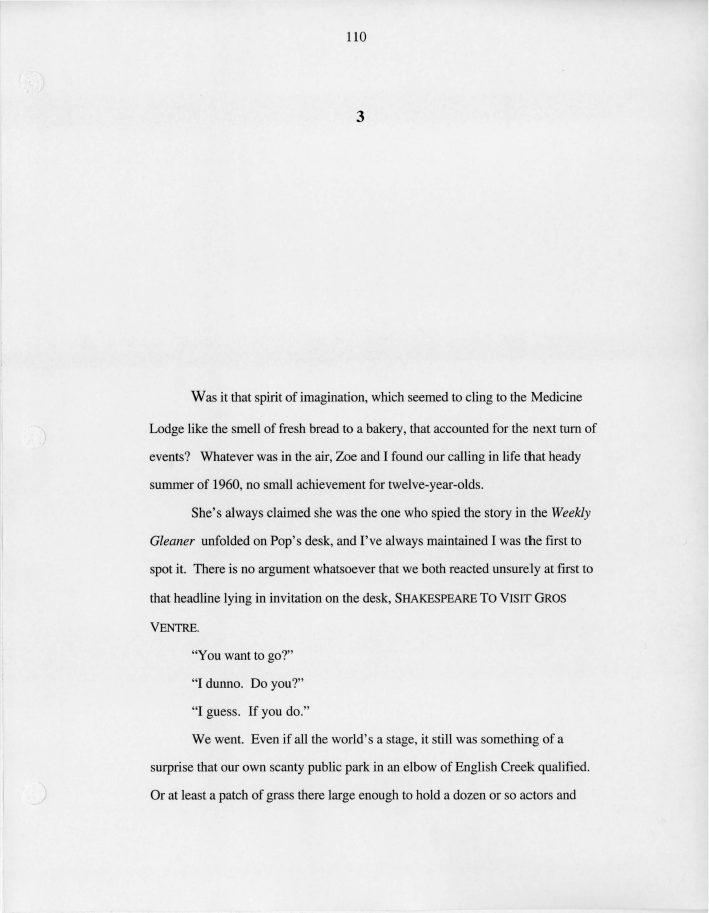 110
3
Was it that spirit of imagination, which seemed to cling to the Medicine
Lodge like the smell of fresh bread to a bakery, that accounted for the next turn of
events?  Whatever was in the air, Zoe and I found our calling in life that heady
summer of 1960, no small achievement for twelve-year-olds.
She’s always claimed she was the one who spied the story in the Weekly
Gleaner unfolded on Pop’s desk, and I’ve always maintained I was the first to
spot it.  There is no argument whatsoever that we both reacted unsurely at first to
that headline lying in invitation on the desk, SHAKESPEARE TO VISIT GROS
VENTRE.
“You want to go?”
“I dunno.  Do you?”
“I guess.  If you do.”
We went.  Even if all the world’s a stage, it still was something of a
surprise that our own scanty public park in an elbow of English Creek qualified.
Or at least a patch of grass there large enough to hold a dozen or so actors and